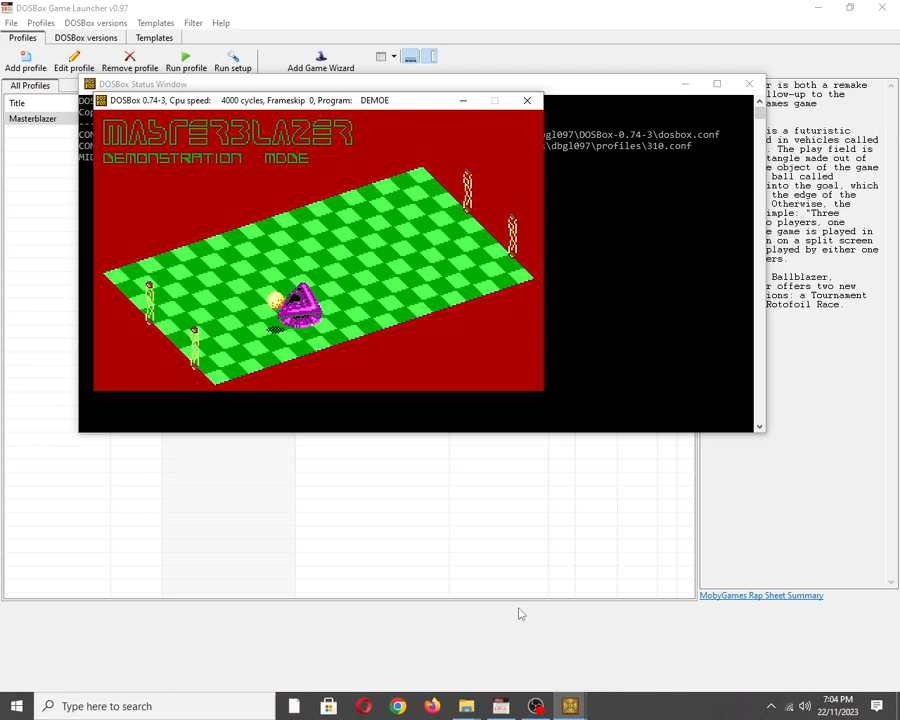 DOSBox Game Launcher v0.97
File Profiles DOSBox versions Templates Filter Help
Profiles DOSBox versions Templates
Add profile Edit profile Remove profile Run profile Run setup Add Game Wizard
All Profiles
Title
Masterblazer
DOSBox Status Window
DOSBox 0.74-3, Cpu speed: 4000 cycles, Frameskip 0, Program: DEMOE
DOS
Cop
---
CON
CON
MID
bgl097\DOSBox-0.74-3\dosbox.conf
s\dbgl097\profiles\310.conf
MASTERBLAZER
DEMONSTRATION MODE
r is both a remake
llow-up to the
ames game
is a futuristic
d in vehicles called
. The play field is
tangle made out of
e object of the game
ball called
into the goal, which
the edge of the
Otherwise, the
imple: "Three
o players, one
e game is played in
n on a split screen
played by either one
ers.
Ballblazer,
r offers two new
ions: a Tournament
Rotofoil Race.
MobyGames Rap Sheet Summary
Type here to search
7:04 PM
22/11/2023